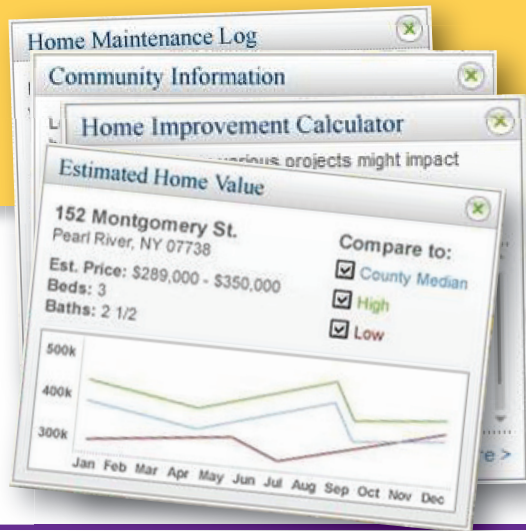 Home Maintenance Log
Community Information
Home Improvement Calculator
various projects might impact
Estimated Home Value
152 Montgomery St.
Pearl River, NY 07738
Est. Price: $289,000 - $350,000
Beds: 3
Baths: 2 1/2
Compare to:
County Median
High
Low
500k
400k
300k
Jan Feb Mar Apr May Jun Jul Aug Sep Oct Nov Dec
e >